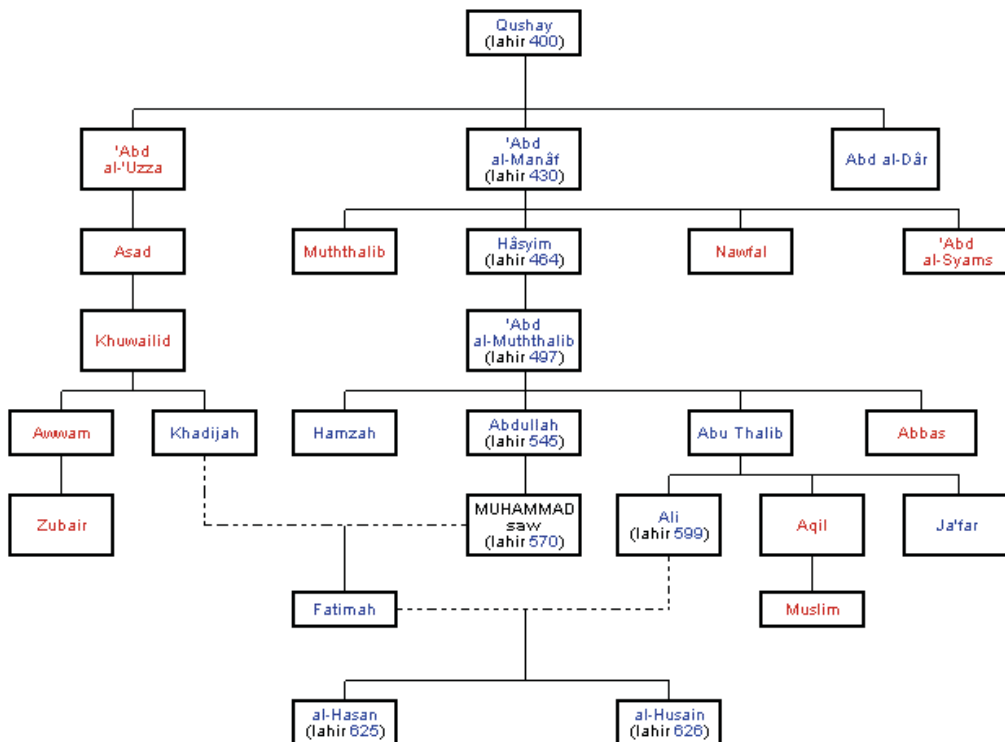 Qushay
(lahir 400)
'Abd
al-'Uzza
'Abd
al-Manâf
(lahir 430)
Abd al-Dâr
Asad
Muththalib
Hâsyim
(lahir 464)
Nawfal
'Abd
al-Syams
Khuwailid
'Abd
al-Muththalib
(lahir 497)
Awwam
Khadijah
Hamzah
Abdullah
(lahir 545)
Abu Thalib
Abbas
Zubair
MUHAMMAD
saw
(lahir 570)
Ali
(lahir 599)
Aqil
Ja'far
Fatimah
Muslim
al-Hasan
(lahir 625)
al-Husain
(lahir 626)